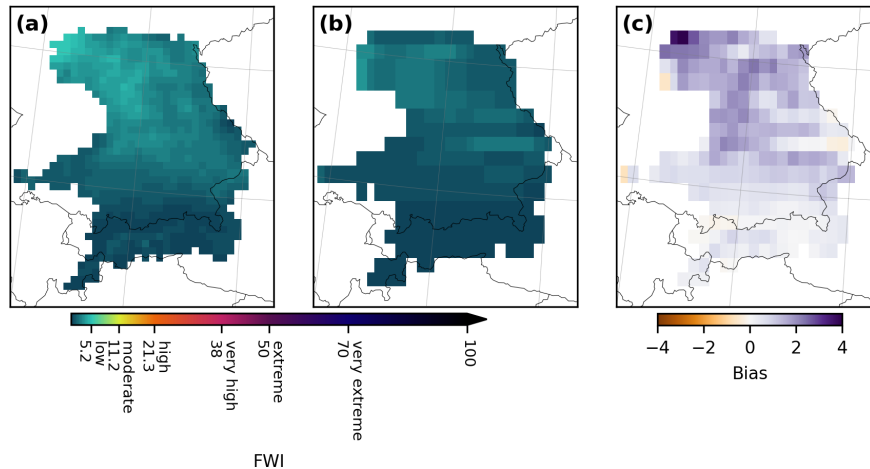 (a)
(b)
(c)
5.2
low
11.2
moderate
21.3
high
38
very high
50
extreme
70
very extreme
100
FWI
−4
−2
0
2
4
Bias